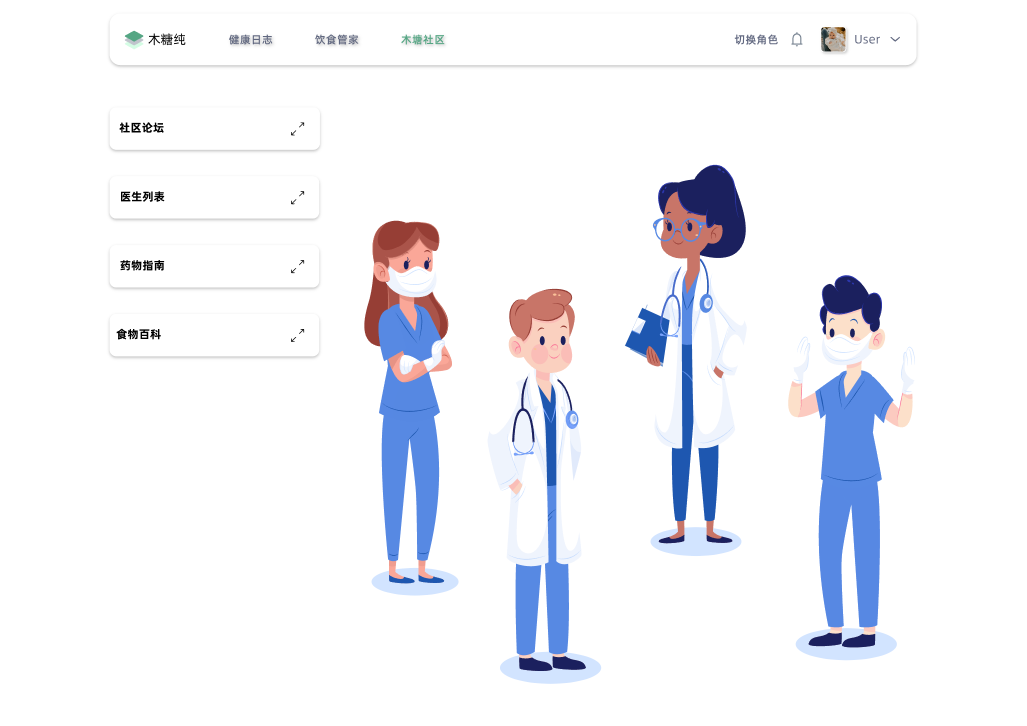 木糖纯 健康日志 饮食管家 木塘社区 切换角色 User
社区论坛
医生列表
药物指南
食物百科